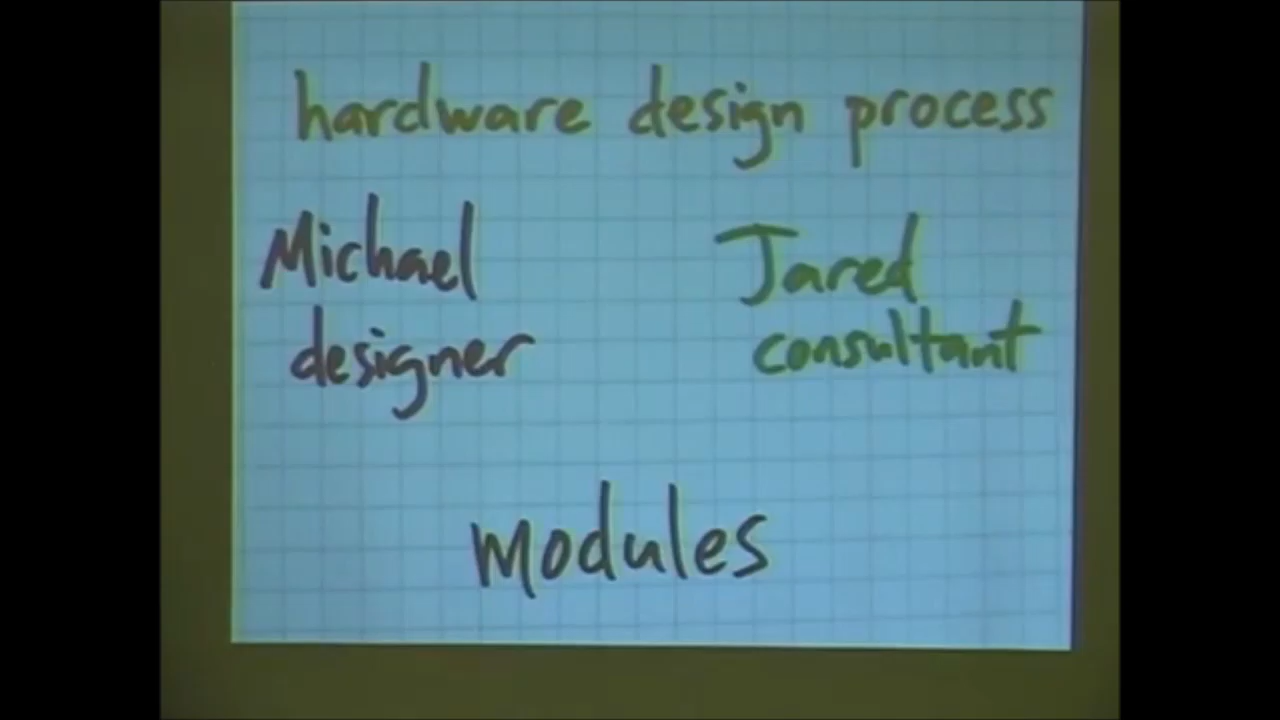 hardware design process
Michael
designer
Jared
consultant
Modules